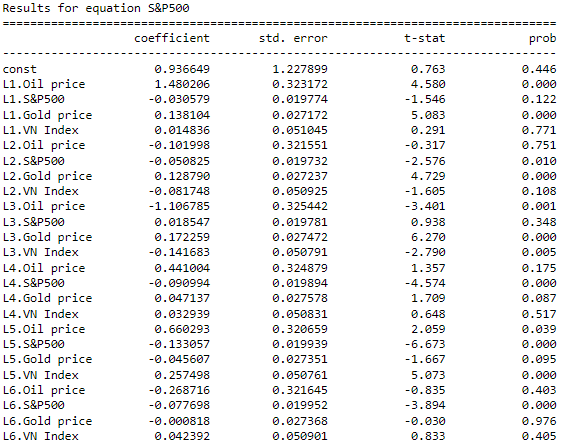 Results for equation S&P500
==============================================================================
                 coefficient       std. error           t-stat            prob
------------------------------------------------------------------------------
const               0.936649         1.227899            0.763           0.446
L1.Oil price        1.480206         0.323172            4.580           0.000
L1.S&P500          -0.030579         0.019774           -1.546           0.122
L1.Gold price       0.138104         0.027172            5.083           0.000
L1.VN Index         0.014836         0.051045            0.291           0.771
L2.Oil price       -0.101998         0.321551           -0.317           0.751
L2.S&P500          -0.050825         0.019732           -2.576           0.010
L2.Gold price       0.128790         0.027237            4.729           0.000
L2.VN Index        -0.081748         0.050925           -1.605           0.108
L3.Oil price       -1.106785         0.325442           -3.401           0.001
L3.S&P500           0.018547         0.019781            0.938           0.348
L3.Gold price       0.172259         0.027472            6.270           0.000
L3.VN Index        -0.141683         0.050791           -2.790           0.005
L4.Oil price        0.441004         0.324879            1.357           0.175
L4.S&P500          -0.090994         0.019894           -4.574           0.000
L4.Gold price       0.047137         0.027578            1.709           0.087
L4.VN Index         0.032939         0.050831            0.648           0.517
L5.Oil price        0.660293         0.320659            2.059           0.039
L5.S&P500          -0.133057         0.019939           -6.673           0.000
L5.Gold price      -0.045607         0.027351           -1.667           0.095
L5.VN Index         0.257498         0.050761            5.073           0.000
L6.Oil price       -0.268716         0.321645           -0.835           0.403
L6.S&P500          -0.077698         0.019952           -3.894           0.000
L6.Gold price      -0.000818         0.027368           -0.030           0.976
L6.VN Index         0.042392         0.050901            0.833           0.405